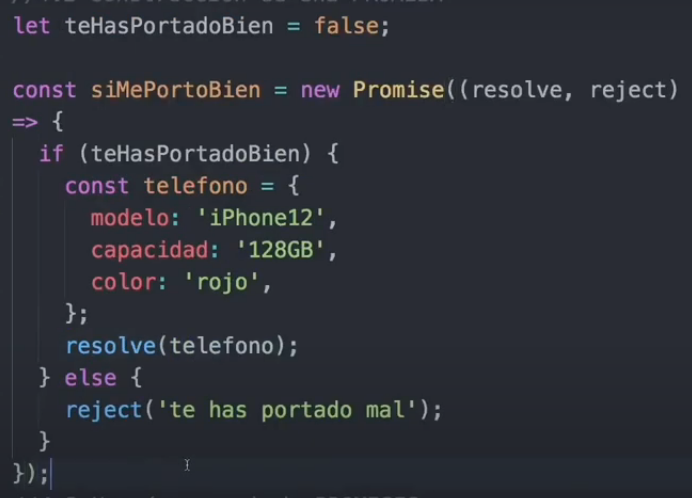 let teHasPortadoBien = false;
const siMePortoBien = new Promise((resolve, reject)
=> {
if (teHasPortadoBien) {
const telefono = {
modelo: 'iPhone12',
capacidad: '128GB',
color: 'rojo',
};
resolve(telefono);
} else {
reject('te has portado mal');
}
});